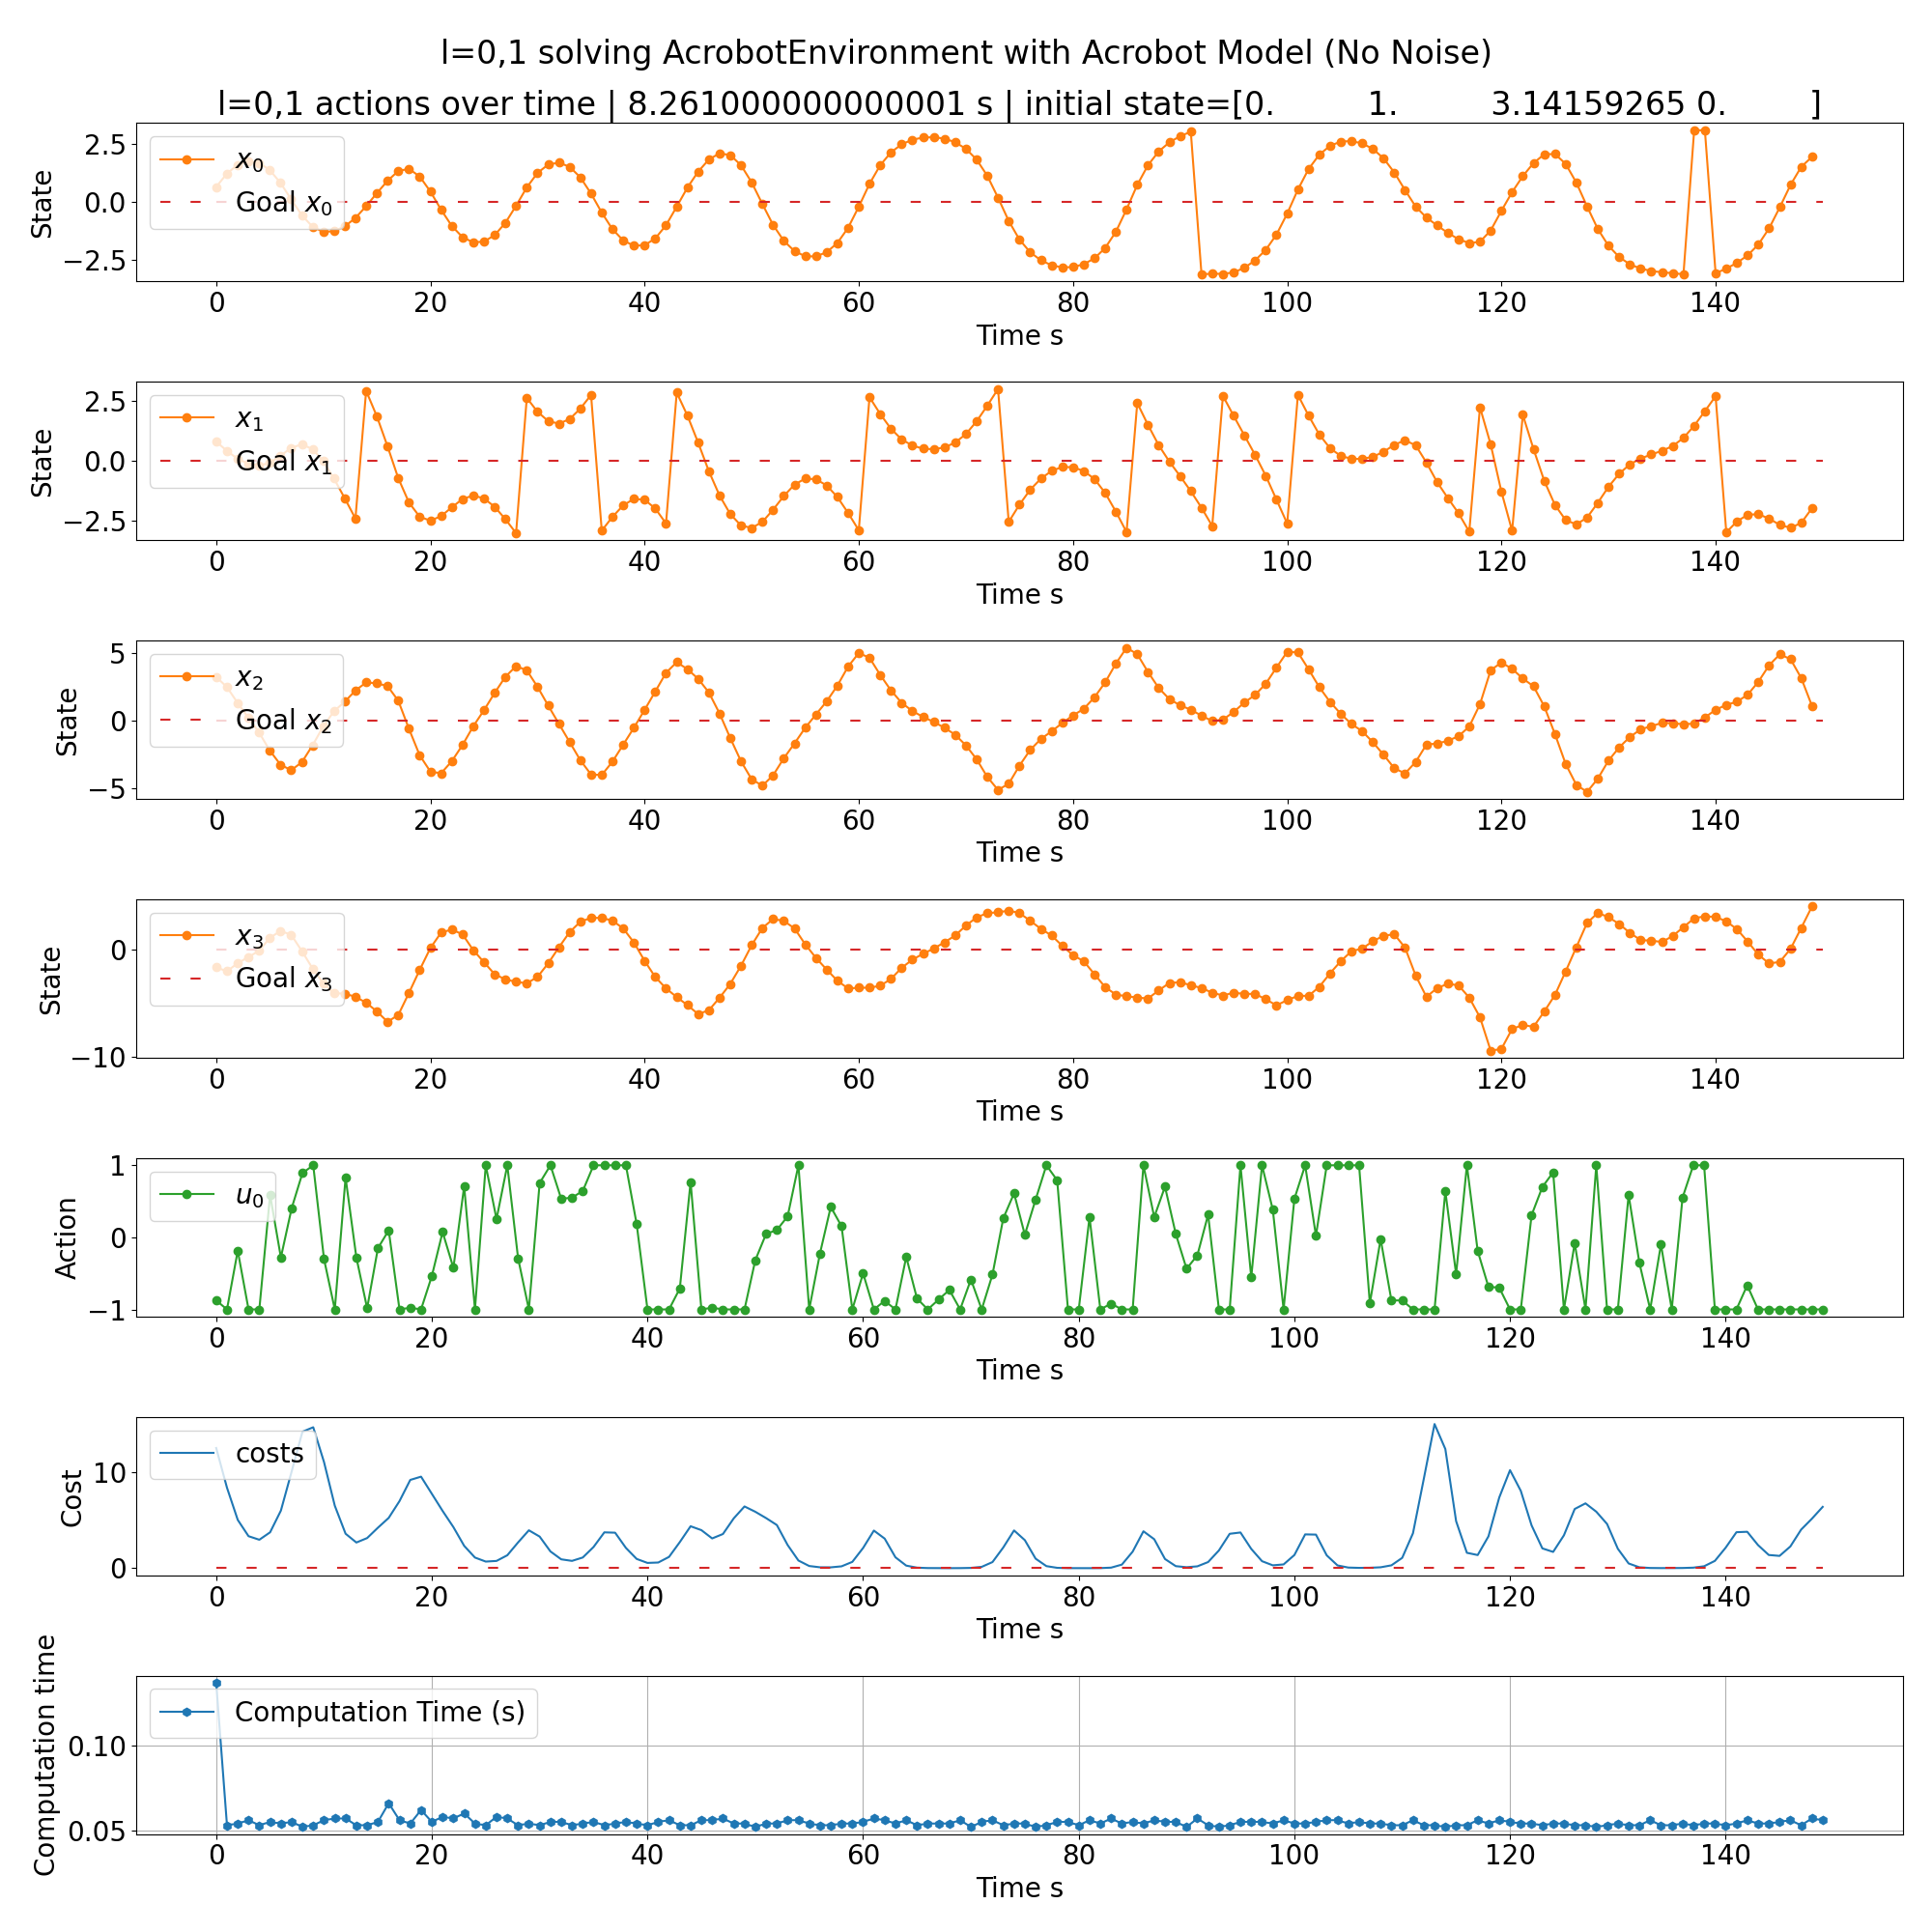 l=0,1 solving AcrobotEnvironment with Acrobot Model (No Noise)
l=0,1 actions over time | 8.261000000000001 s | initial state=[0. 1. 3.14159265 0. ]
State
2.5
0.0
−2.5
x₀
Goal x₀
0 20 40 60 80 100 120 140
Time s
State
2.5
0.0
−2.5
x₁
Goal x₁
0 20 40 60 80 100 120 140
Time s
State
5
0
−5
x₂
Goal x₂
0 20 40 60 80 100 120 140
Time s
State
0
−10
x₃
Goal x₃
0 20 40 60 80 100 120 140
Time s
Action
1
0
−1
u₀
0 20 40 60 80 100 120 140
Time s
Cost
10
0
costs
0 20 40 60 80 100 120 140
Time s
Computation time
0.10
0.05
Computation Time (s)
0 20 40 60 80 100 120 140
Time s